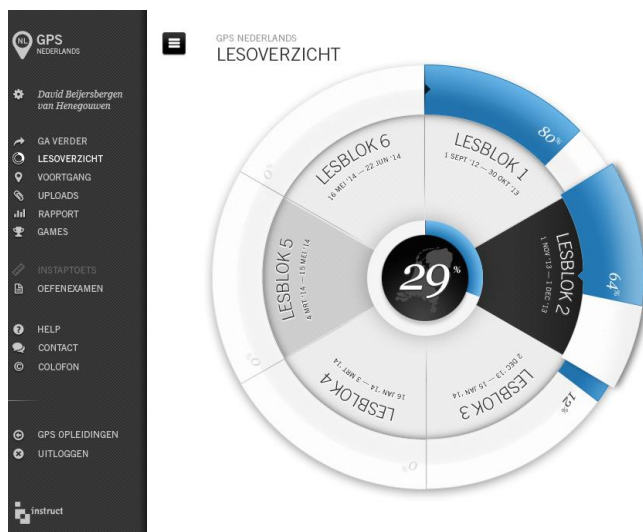 NL
GPS
NEDERLANDS
David Beijersbergen
van Henegouwen
GA VERDER
LESOVERZICHT
VOORTGANG
UPLOADS
RAPPORT
GAMES
INSTAPTOETS
OEFENEXAMEN
HELP
CONTACT
COLOFON
GPS OPLEIDINGEN
UITLOGGEN
instruct
GPS NEDERLANDS
LESOVERZICHT
80%
LESBLOK 1
1 SEPT '12 — 30 OKT '13
64%
LESBLOK 2
1 NOV '13 — 1 DEC '13
12%
LESBLOK 3
2 DEC '13 — 15 JAN '14
0%
LESBLOK 4
16 JAN '14 — 3 MRT '14
0%
LESBLOK 5
4 MRT '14 — 15 MEI '14
0%
LESBLOK 6
16 MEI '14 — 22 JUN '14
29%